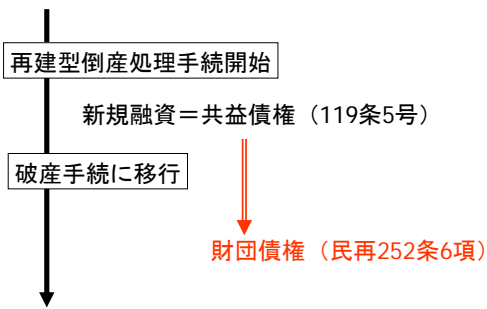 再建型倒産処理手続開始
新規融資＝共益債権（119条5号）
破産手続に移行
財団債権（民再252条6項）